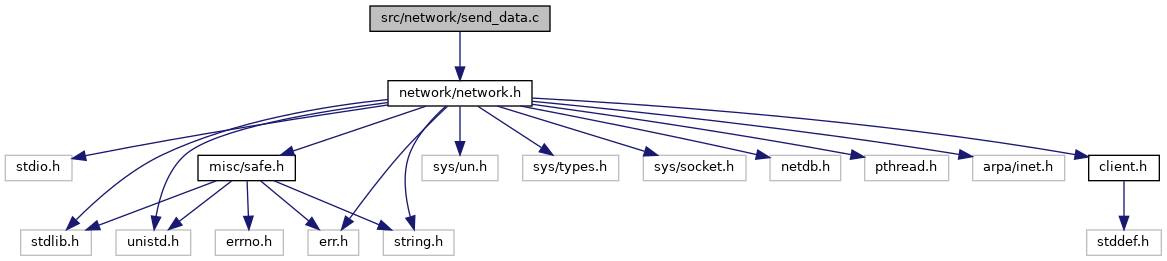 src/network/send_data.c
network/network.h
stdio.h
misc/safe.h
sys/un.h
sys/types.h
sys/socket.h
netdb.h
pthread.h
arpa/inet.h
client.h
stdlib.h
unistd.h
errno.h
err.h
string.h
stddef.h